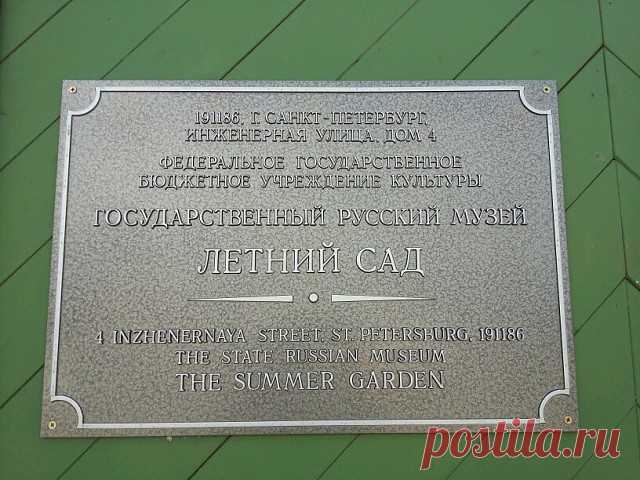 191186, Г. САНКТ-ПЕТЕРБУРГ,
ИНЖЕНЕРНАЯ УЛИЦА, ДОМ 4
ФЕДЕРАЛЬНОЕ ГОСУДАРСТВЕННОЕ
БЮДЖЕТНОЕ УЧРЕЖДЕНИЕ КУЛЬТУРЫ
ГОСУДАРСТВЕННЫЙ РУССКИЙ МУЗЕЙ
ЛЕТНИЙ САД
4 INZHENERNAYA STREET, ST. PETERSBURG, 191186
THE STATE RUSSIAN MUSEUM
THE SUMMER GARDEN
postila.ru